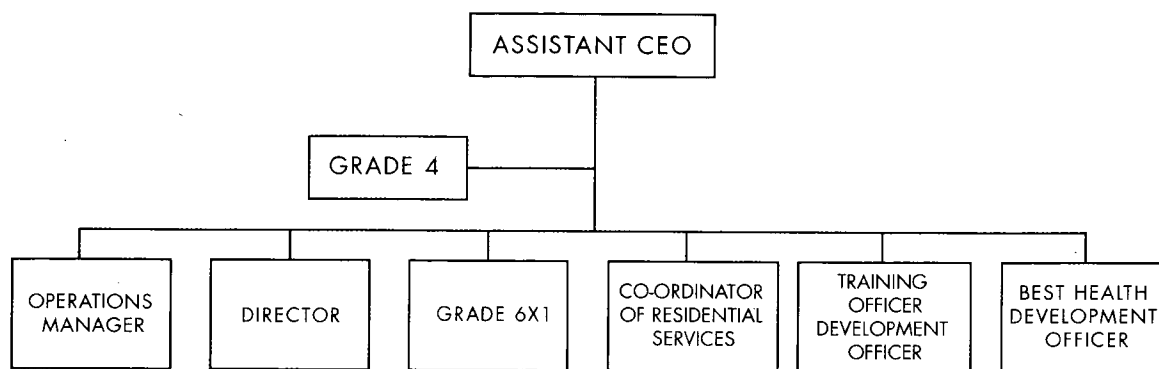 ASSISTANT CEO
GRADE 4
OPERATIONS
MANAGER
DIRECTOR
GRADE 6X1
CO-ORDINATOR
OF RESIDENTIAL
SERVICES
TRAINING
OFFICER
DEVELOPMENT
OFFICER
BEST HEALTH
DEVELOPMENT
OFFICER